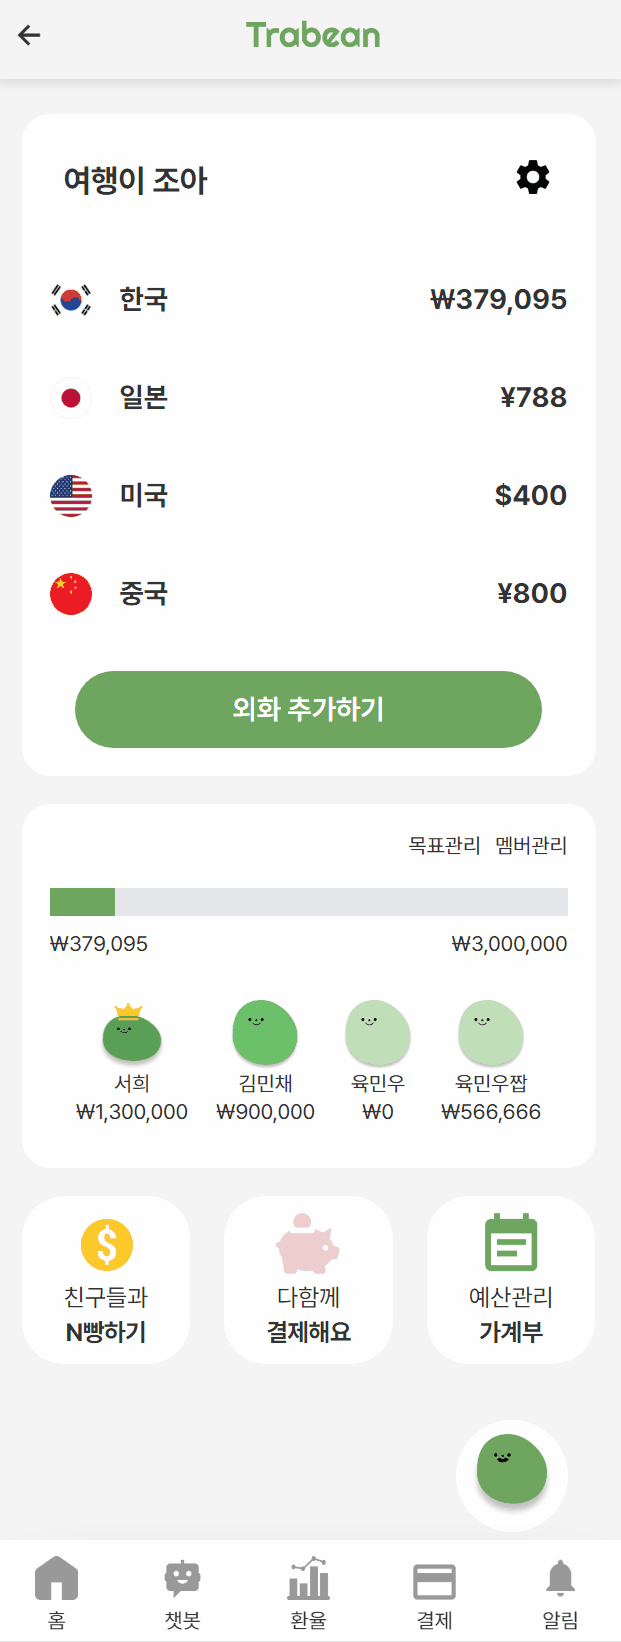 Trabean
여행이 조아
한국 ₩379,095
일본 ¥788
미국 $400
중국 ¥800
외화 추가하기
목표관리 멤버관리
₩379,095 ₩3,000,000
서희 김민채 육민우 육민우짭
₩1,300,000 ₩900,000 ₩0 ₩566,666
친구들과 다함께 예산관리
N빵하기 결제해요 가계부
홈 챗봇 환율 결제 알림